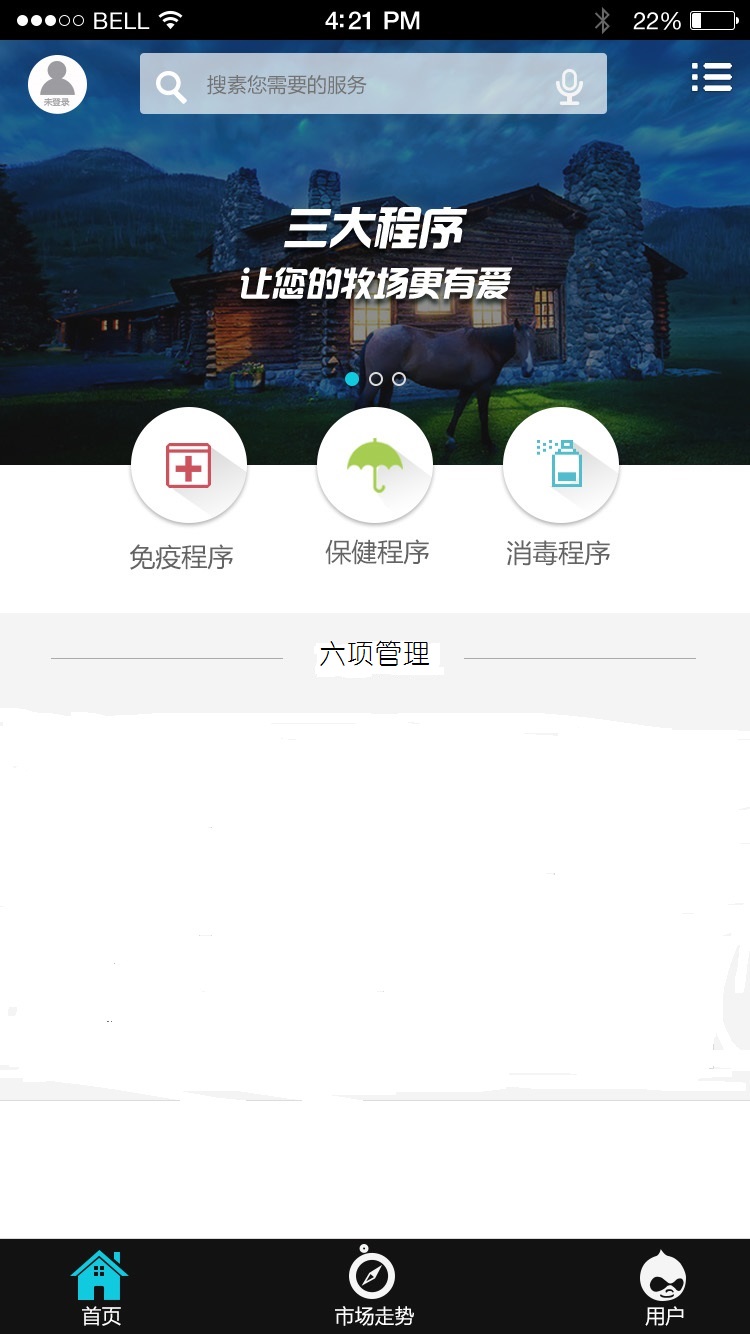 BELL 4:21 PM 22%
未登录
搜素您需要的服务
三大程序
让您的牧场更有爱
免疫程序 保健程序 消毒程序
六项管理
首页 市场走势 用户